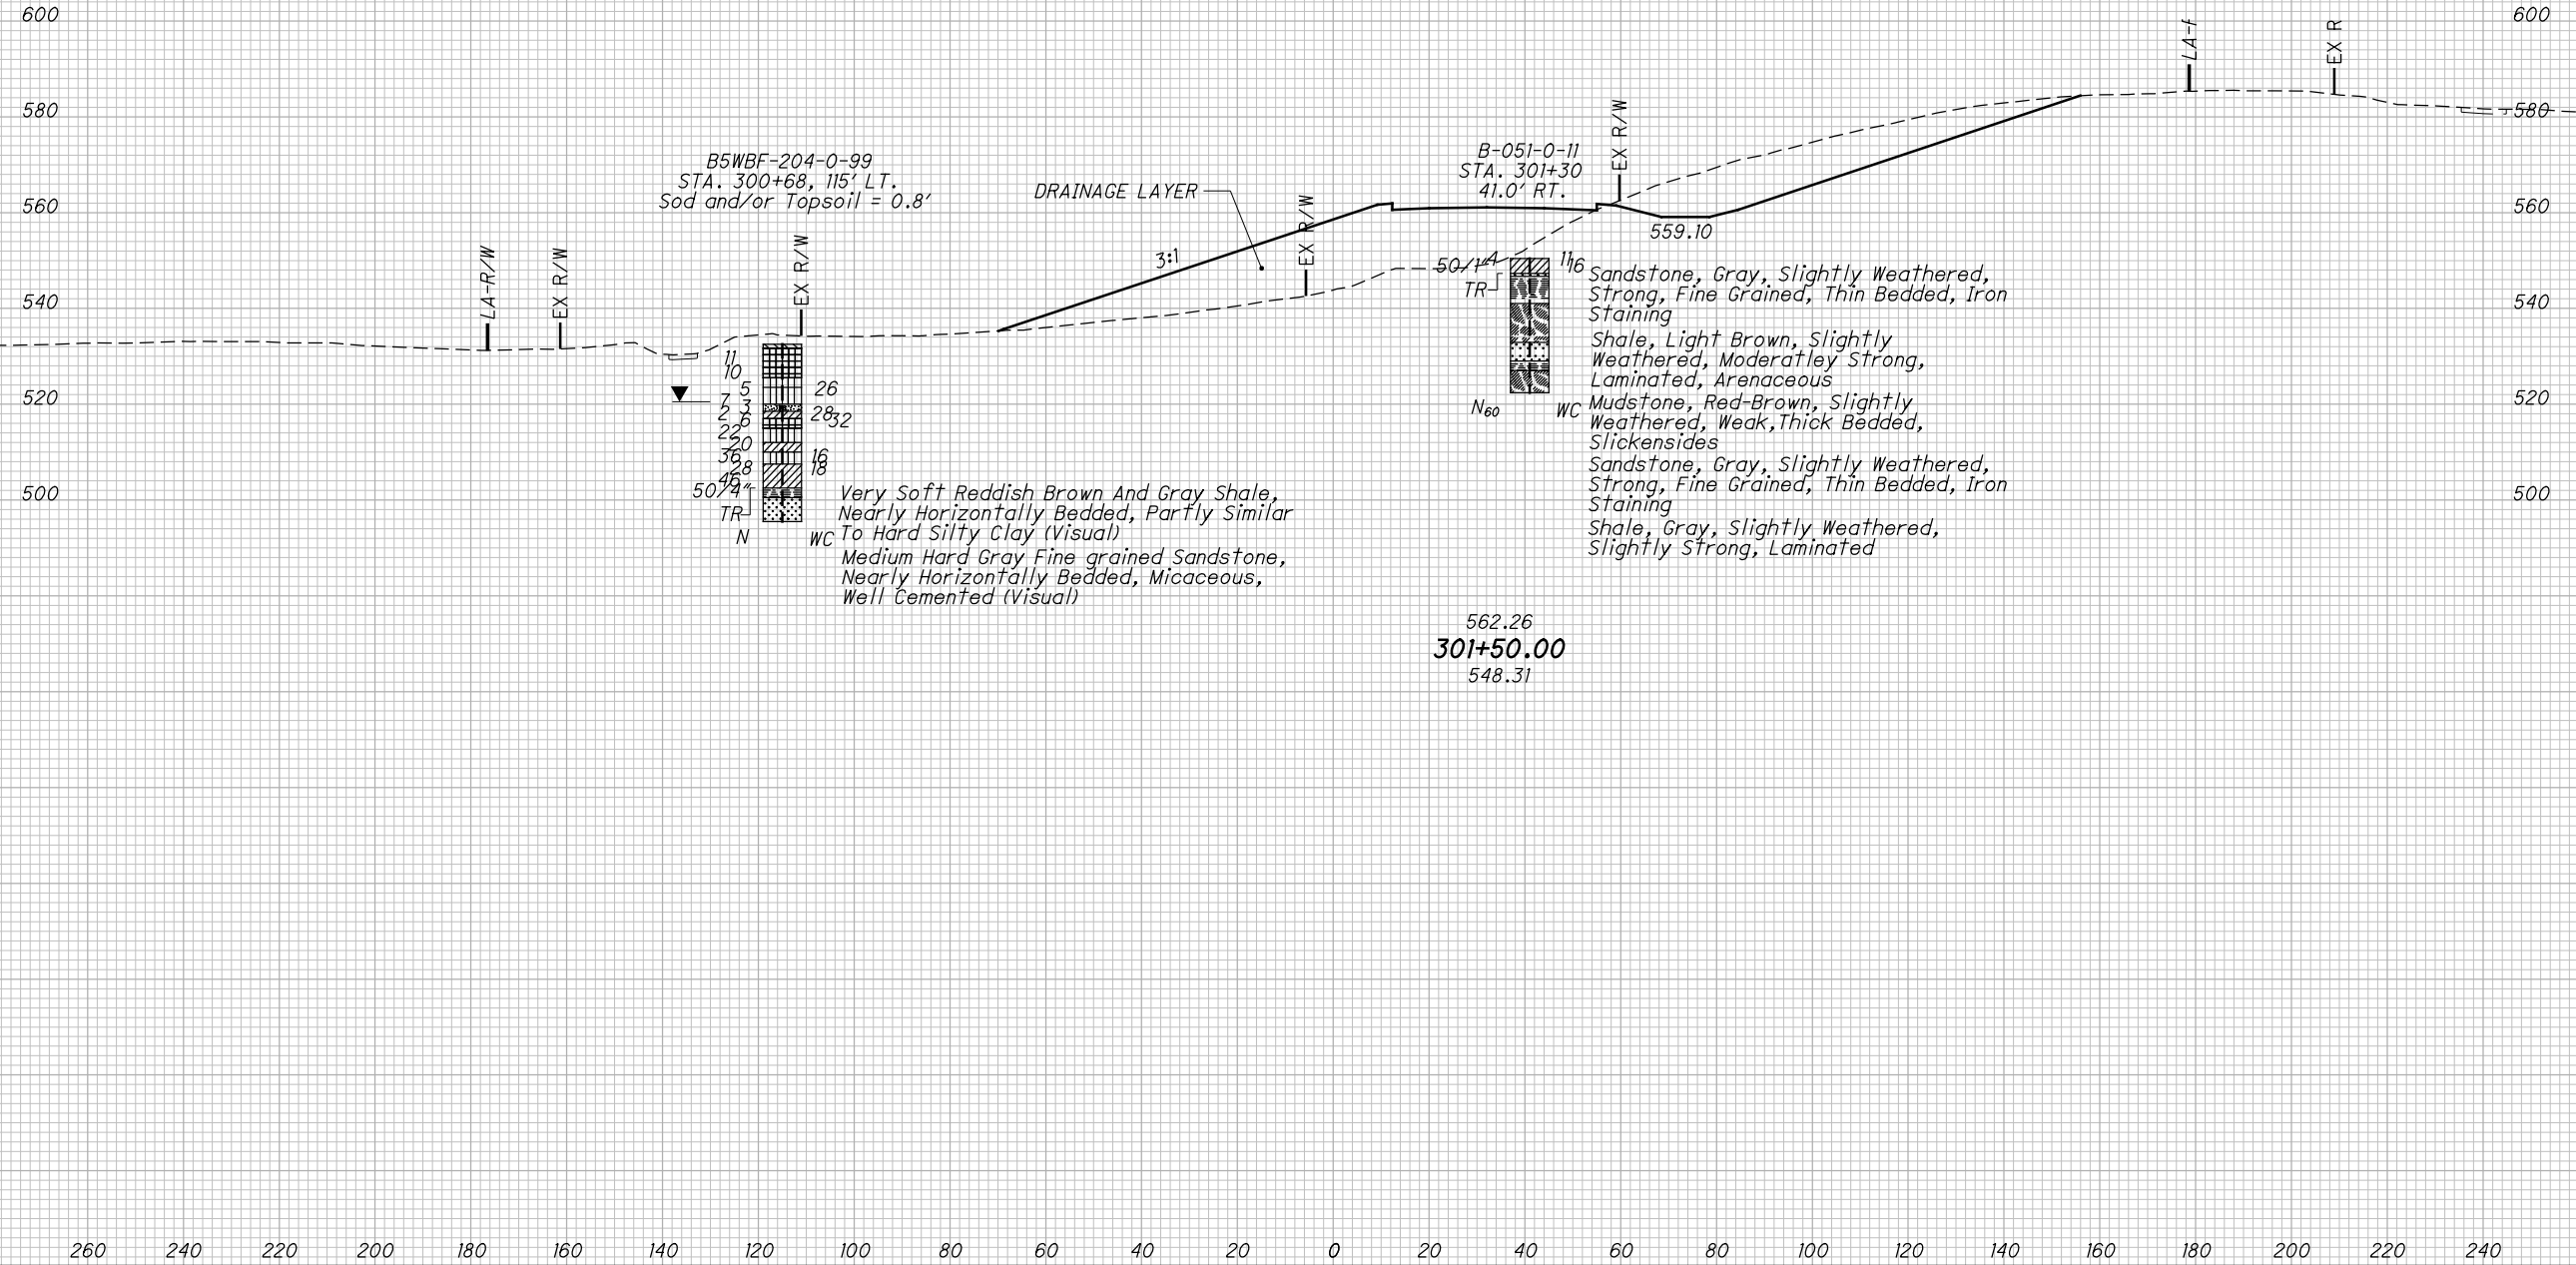 600
600
LA-
EX R
580
580
EX R/W
B5WBF-204-0-99
STA. 300+68, 115' LT.
Sod and/or Topsoil = 0.8'
DRAINAGE LAYER
B-051-0-11
STA. 301+30
41.0' RT.
560
560
559.10
LA-R/W
EX R/W
EX R/W
EX R/W
3:1
540
540
50/1"
4
11
16
TR
Sandstone, Gray, Slightly Weathered,
Strong, Fine Grained, Thin Bedded, Iron
Staining
Shale, Light Brown, Slightly
Weathered, Moderatley Strong,
Laminated, Arenaceous
Mudstone, Red-Brown, Slightly
Weathered, Weak,Thick Bedded,
Slickensides
Sandstone, Gray, Slightly Weathered,
Strong, Fine Grained, Thin Bedded, Iron
Staining
Shale, Gray, Slightly Weathered,
Slightly Strong, Laminated
N60
WC
520
520
11
10
5 26
7
3
2 28
6 32
22
20
36 16
28 18
46
50/4"
TR
N
WC
500
500
Very Soft Reddish Brown And Gray Shale,
Nearly Horizontally Bedded, Partly Similar
To Hard Silty Clay (Visual)
Medium Hard Gray Fine grained Sandstone,
Nearly Horizontally Bedded, Micaceous,
Well Cemented (Visual)
562.26
301+50.00
548.31
260 240 220 200 180 160 140 120 100 80 60 40 20 0 20 40 60 80 100 120 140 160 180 200 220 240